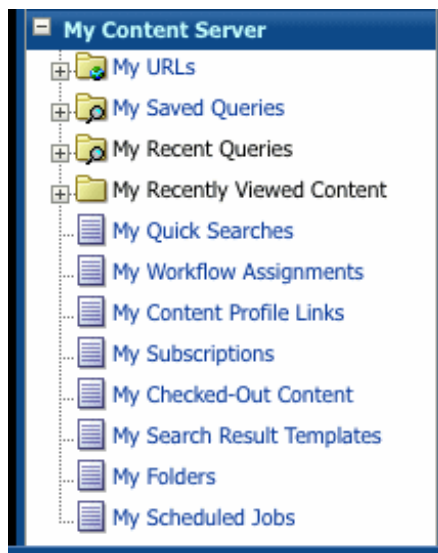 My Content Server
My URLs
My Saved Queries
My Recent Queries
My Recently Viewed Content
My Quick Searches
My Workflow Assignments
My Content Profile Links
My Subscriptions
My Checked-Out Content
My Search Result Templates
My Folders
My Scheduled Jobs